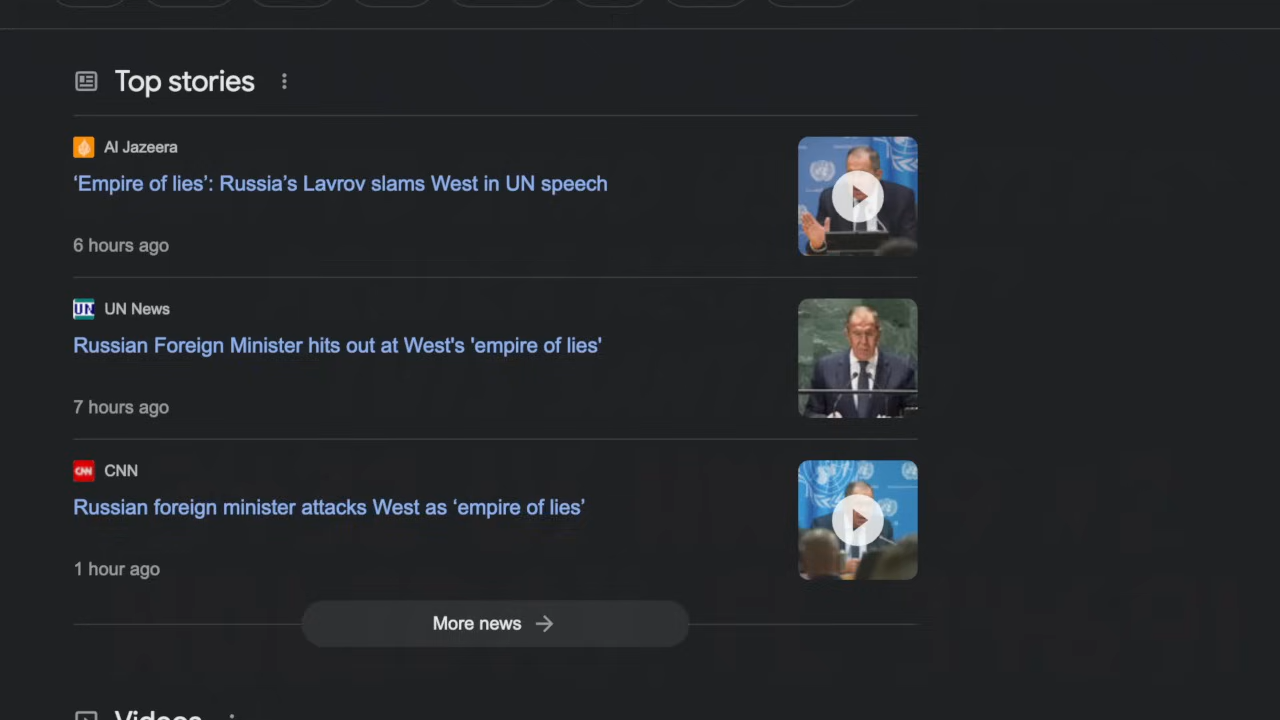 Top stories
Al Jazeera
‘Empire of lies’: Russia’s Lavrov slams West in UN speech
6 hours ago
UN UN News
Russian Foreign Minister hits out at West's 'empire of lies'
7 hours ago
CNN CNN
Russian foreign minister attacks West as ‘empire of lies’
1 hour ago
More news
Videos